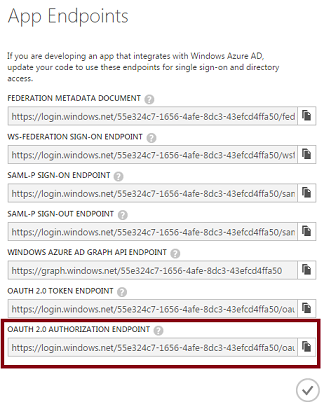 App Endpoints
If you are developing an app that integrates with Windows Azure AD,
update your code to use these endpoints for single sign-on and directory
access.
FEDERATION METADATA DOCUMENT ?
https://login.windows.net/55e324c7-1656-4afe-8dc3-43efcd4ffa50/fed
WS-FEDERATION SIGN-ON ENDPOINT ?
https://login.windows.net/55e324c7-1656-4afe-8dc3-43efcd4ffa50/wsf
SAML-P SIGN-ON ENDPOINT ?
https://login.windows.net/55e324c7-1656-4afe-8dc3-43efcd4ffa50/san
SAML-P SIGN-OUT ENDPOINT ?
https://login.windows.net/55e324c7-1656-4afe-8dc3-43efcd4ffa50/san
WINDOWS AZURE AD GRAPH API ENDPOINT ?
https://graph.windows.net/55e324c7-1656-4afe-8dc3-43efcd4ffa50
OAUTH 2.0 TOKEN ENDPOINT ?
https://login.windows.net/55e324c7-1656-4afe-8dc3-43efcd4ffa50/oau
OAUTH 2.0 AUTHORIZATION ENDPOINT ?
https://login.windows.net/55e324c7-1656-4afe-8dc3-43efcd4ffa50/oau